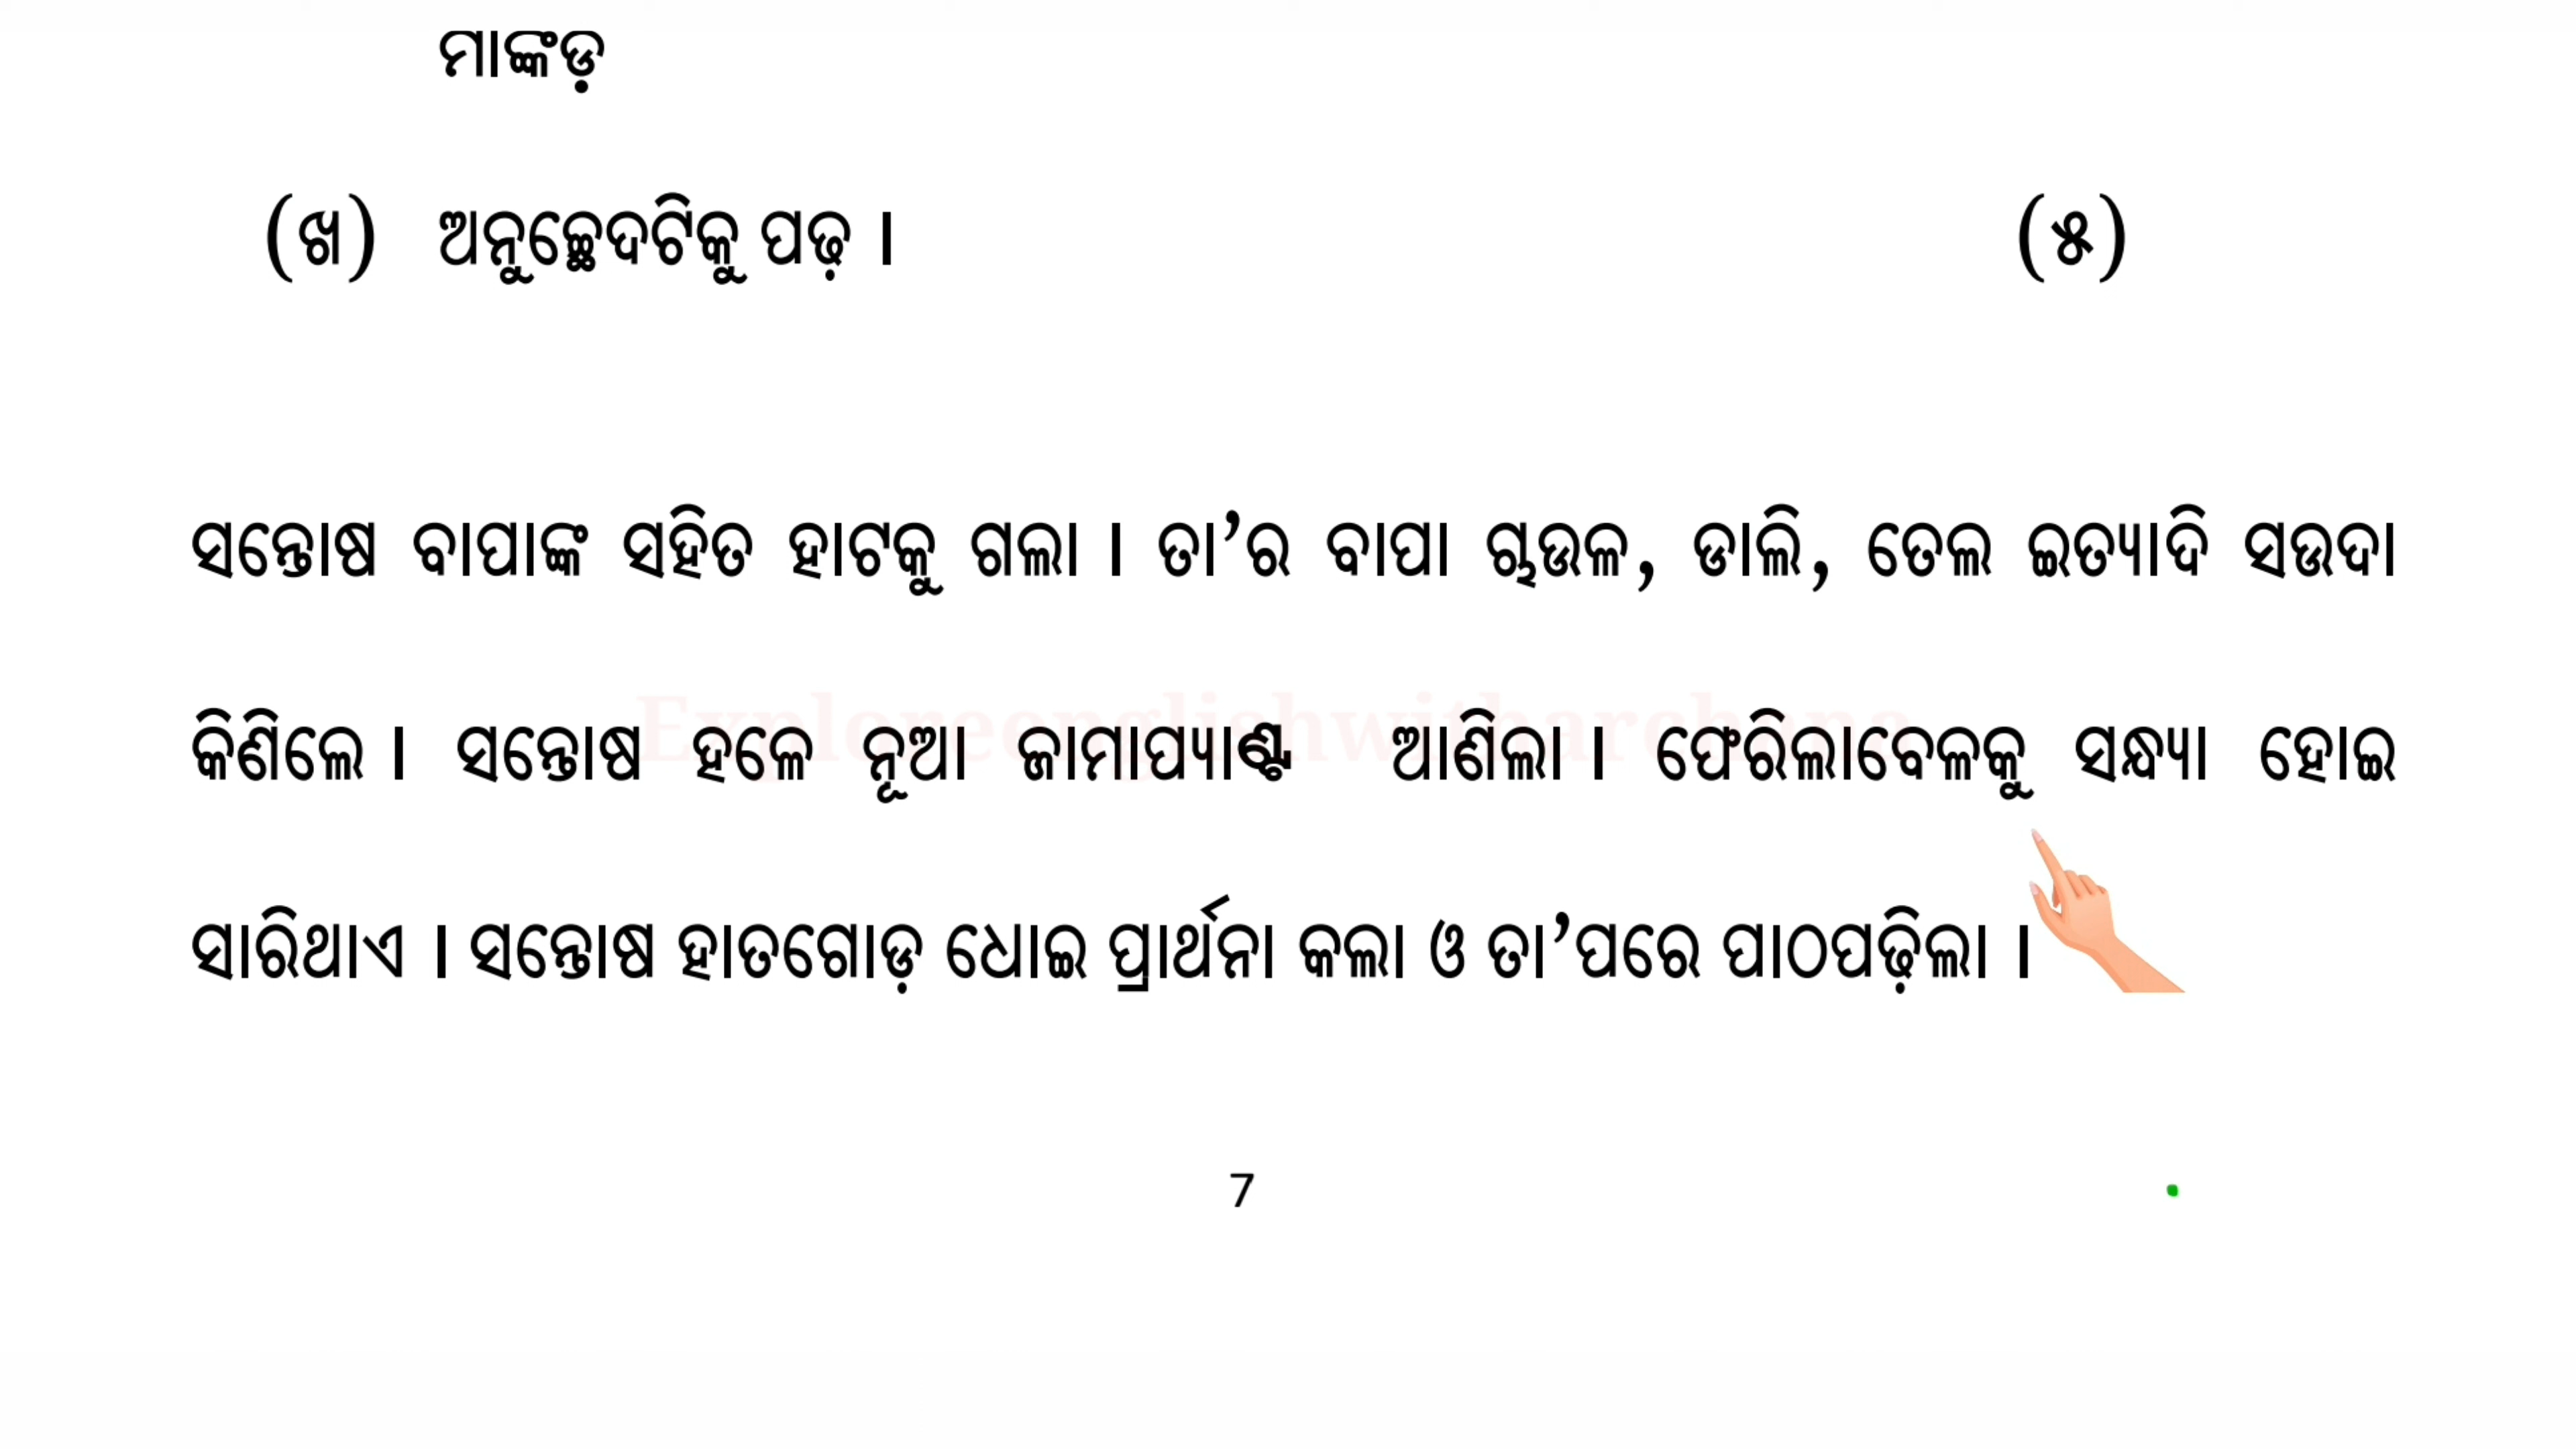 ମାଙ୍କଡ଼
(ଖ) ଅନୁଚ୍ଛେଦଟିକୁ ପଢ଼ । (୫)
ସନ୍ତୋଷ ବାପାଙ୍କ ସହିତ ହାଟକୁ ଗଲା । ତା’ର ବାପା ଚାଉଳ, ଡାଲି, ତେଲ ଇତ୍ୟାଦି ସଉଦା
କିଣିଲେ । ସନ୍ତୋଷ ହଳେ ନୂଆ ଜାମାପ୍ୟାଣ୍ଟ ଆଣିଲା । ଫେରିଲାବେଳକୁ ସନ୍ଧ୍ୟା ହୋଇ
Exploreenglishwitharchana
ସାରିଥାଏ । ସନ୍ତୋଷ ହାତଗୋଡ଼ ଧୋଇ ପ୍ରାର୍ଥନା କଲା ଓ ତା’ପରେ ପାଠପଢ଼ିଲା ।
7